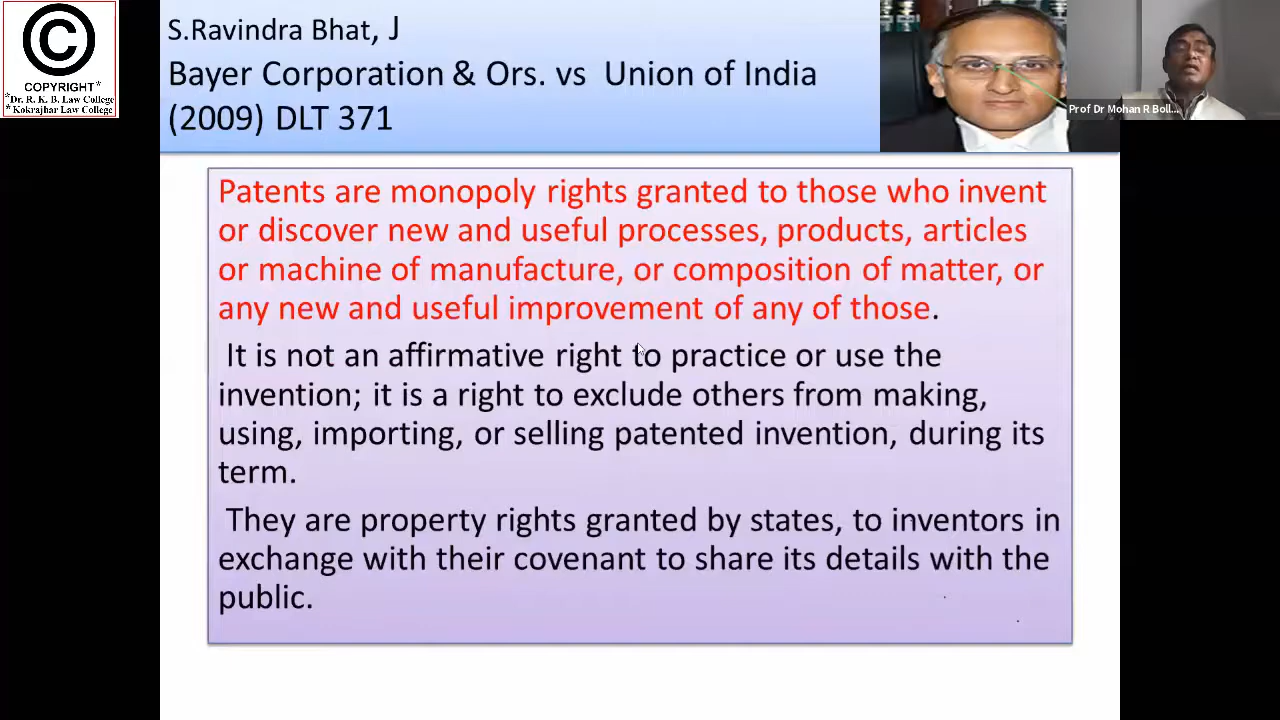 COPYRIGHT*
*Dr. R. K. B. Law College
* Kokrajhar Law College
S.Ravindra Bhat, J
Bayer Corporation & Ors. vs Union of India
(2009) DLT 371
Prof Dr Mohan R Boll...
Patents are monopoly rights granted to those who invent
or discover new and useful processes, products, articles
or machine of manufacture, or composition of matter, or
any new and useful improvement of any of those.
It is not an affirmative right to practice or use the
invention; it is a right to exclude others from making,
using, importing, or selling patented invention, during its
term.
They are property rights granted by states, to inventors in
exchange with their covenant to share its details with the
public.